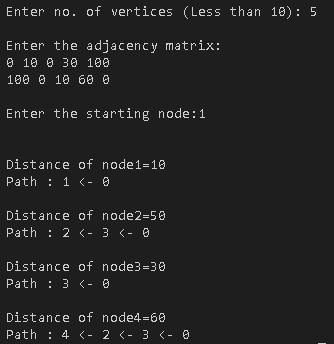 Enter no. of vertices (Less than 10): 5
Enter the adjacency matrix:
0 10 0 30 100
100 0 10 60 0
Enter the starting node:1
Distance of node1=10
Path : 1 <- 0
Distance of node2=50
Path : 2 <- 3 <- 0
Distance of node3=30
Path : 3 <- 0
Distance of node4=60
Path : 4 <- 2 <- 3 <- 0